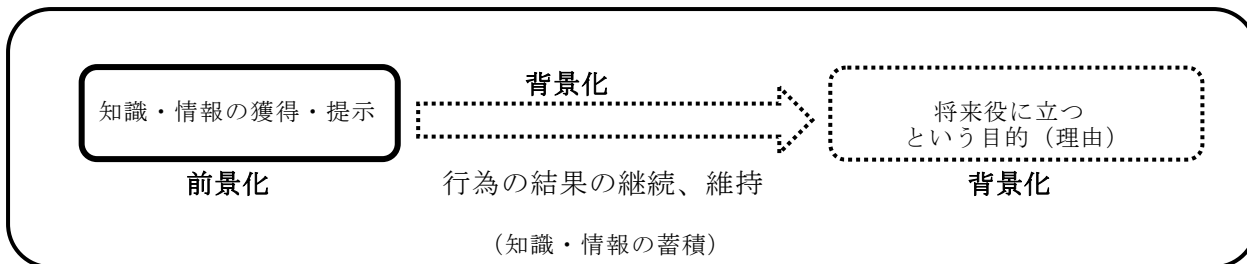 背景化
知識・情報の獲得・提示
将来役に立つ
という目的（理由）
前景化
行為の結果の継続、維持
背景化
（知識・情報の蓄積）